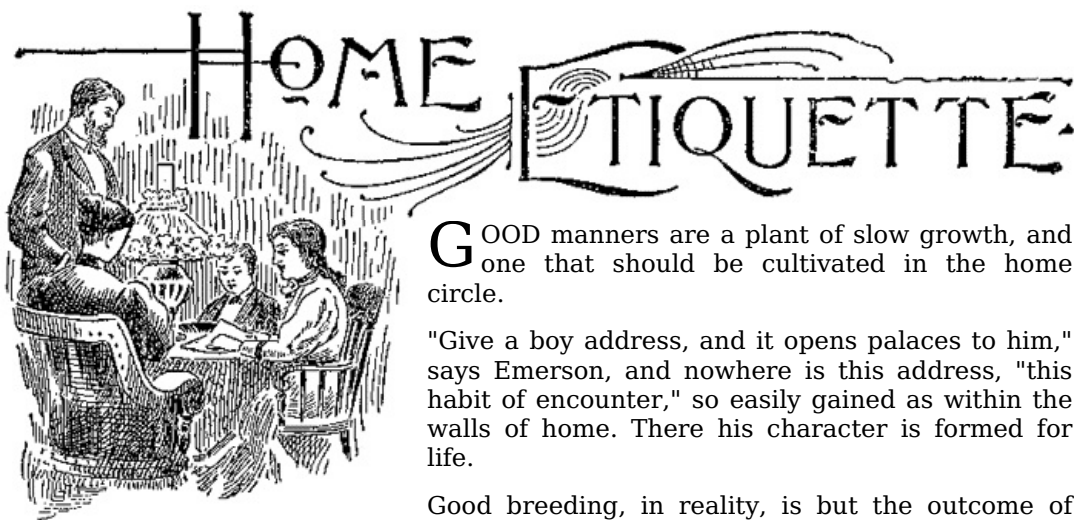 HOME
ETIQUETTE
GOOD manners are a plant of slow growth, and
one that should be cultivated in the home
circle.
"Give a boy address, and it opens palaces to him,"
says Emerson, and nowhere is this address, "this
habit of encounter," so easily gained as within the
walls of home. There his character is formed for
life.
Good breeding, in reality, is but the outcome of